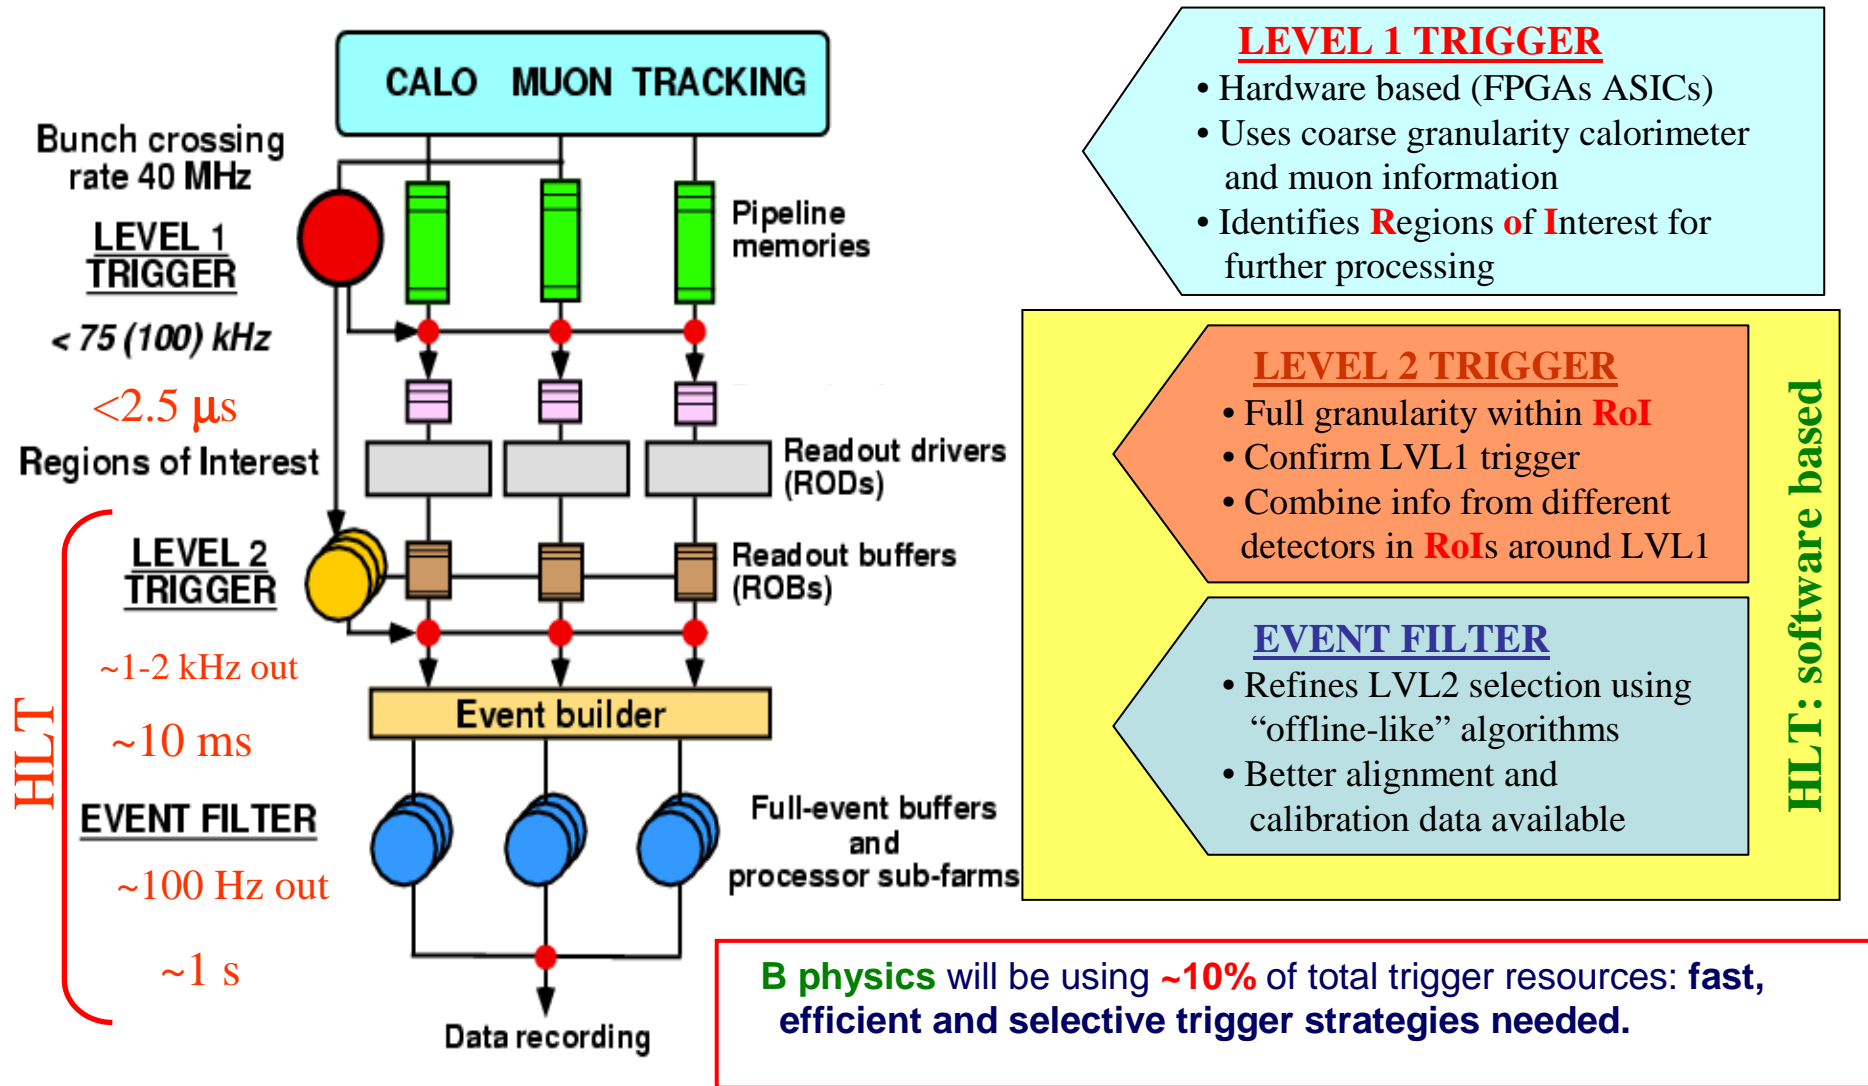 CALO MUON TRACKING
Bunch crossing
rate 40 MHz
LEVEL 1
TRIGGER
< 75 (100) kHz
<2.5 μs
Regions of Interest
Pipeline
memories
Readout drivers
(RODs)
HLT
LEVEL 2
TRIGGER
Readout buffers
(ROBs)
~1-2 kHz out
~10 ms
Event builder
EVENT FILTER
~100 Hz out
~1 s
Full-event buffers
and
processor sub-farms
Data recording
LEVEL 1 TRIGGER
• Hardware based (FPGAs ASICs)
• Uses coarse granularity calorimeter
and muon information
• Identifies Regions of Interest for
further processing
LEVEL 2 TRIGGER
• Full granularity within RoI
• Confirm LVL1 trigger
• Combine info from different
detectors in RoIs around LVL1
EVENT FILTER
• Refines LVL2 selection using
“offline-like” algorithms
• Better alignment and
calibration data available
HLT: software based
B physics will be using ~10% of total trigger resources: fast,
efficient and selective trigger strategies needed.